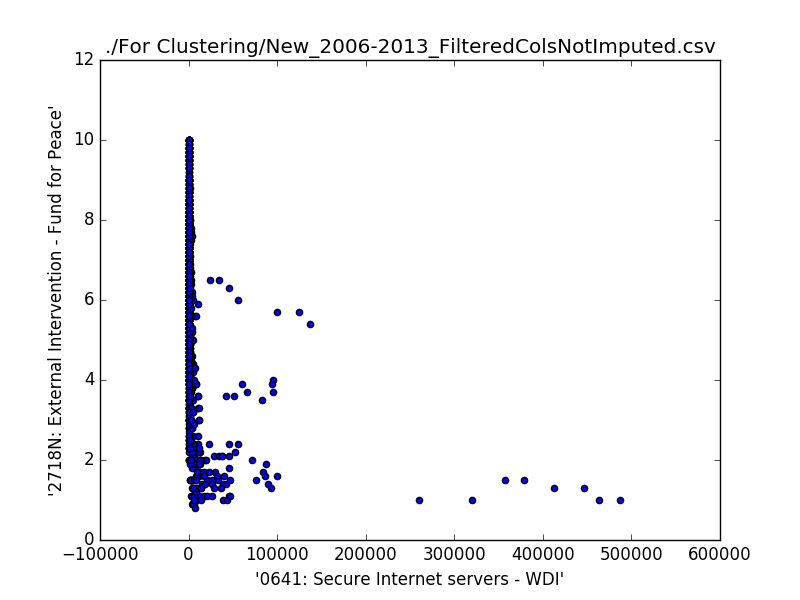 ./For Clustering/New_2006-2013_FilteredColsNotImputed.csv
12
10
8
6
4
2
0
'2718N: External Intervention - Fund for Peace'
−100000 0 100000 200000 300000 400000 500000 600000
'0641: Secure Internet servers - WDI'